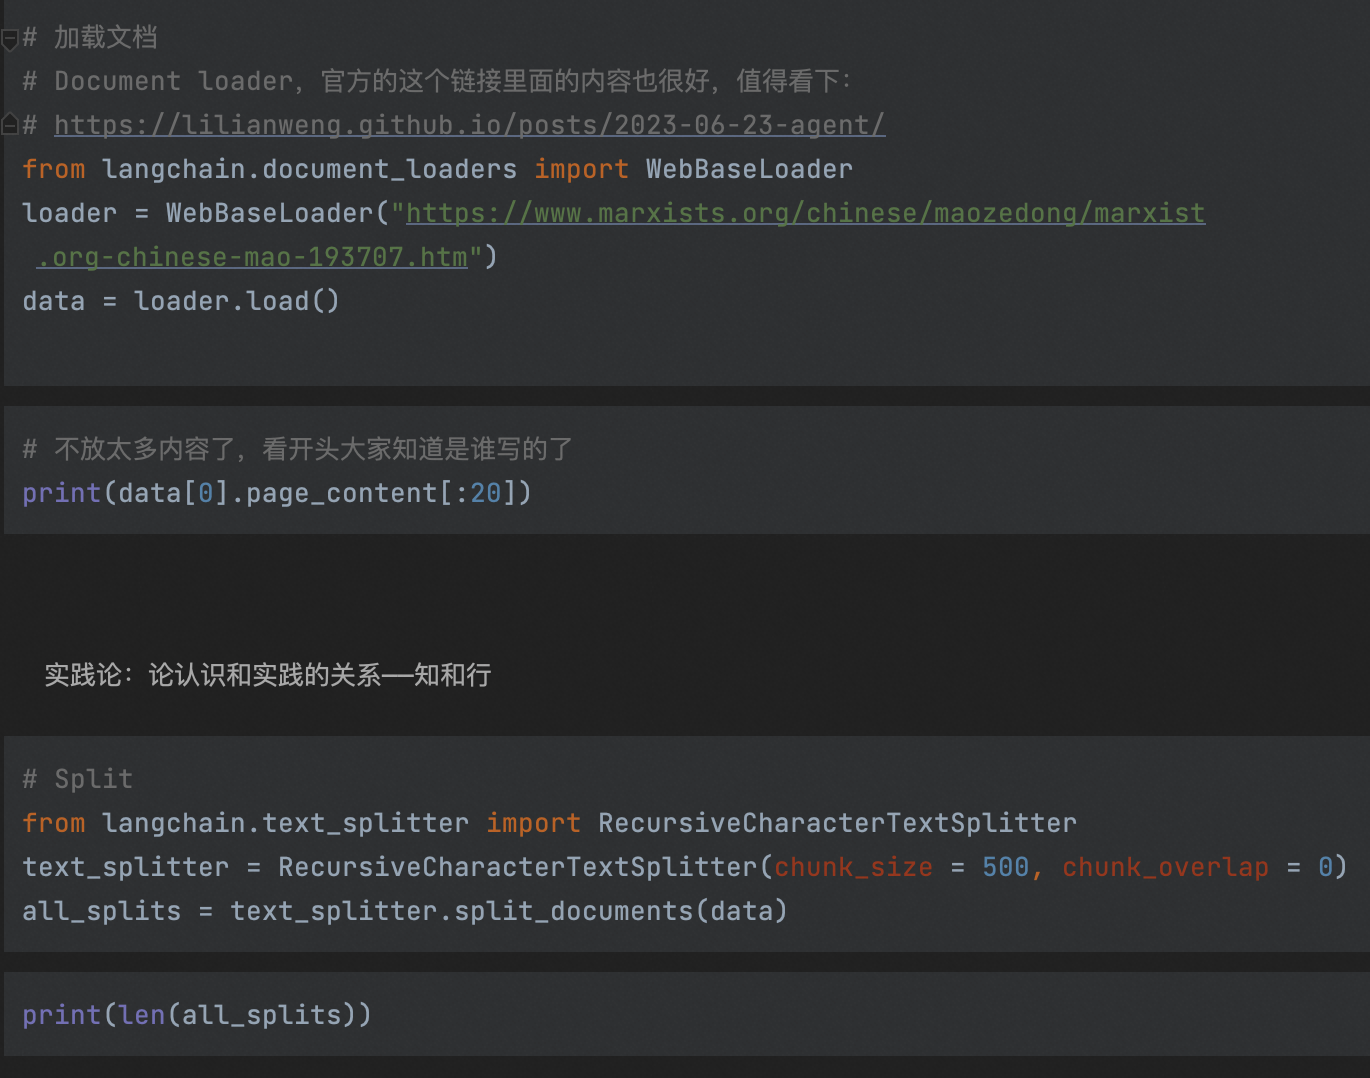 # 加载文档
# Document loader，官方的这个链接里面的内容也很好，值得看下：
# https://lilianweng.github.io/posts/2023-06-23-agent/
from langchain.document_loaders import WebBaseLoader
loader = WebBaseLoader("https://www.marxists.org/chinese/maozedong/marxist
.org-chinese-mao-193707.htm")
data = loader.load()
# 不放太多内容了，看开头大家知道是谁写的了
print(data[0].page_content[:20])
实践论：论认识和实践的关系——知和行
# Split
from langchain.text_splitter import RecursiveCharacterTextSplitter
text_splitter = RecursiveCharacterTextSplitter(chunk_size = 500, chunk_overlap = 0)
all_splits = text_splitter.split_documents(data)
print(len(all_splits))